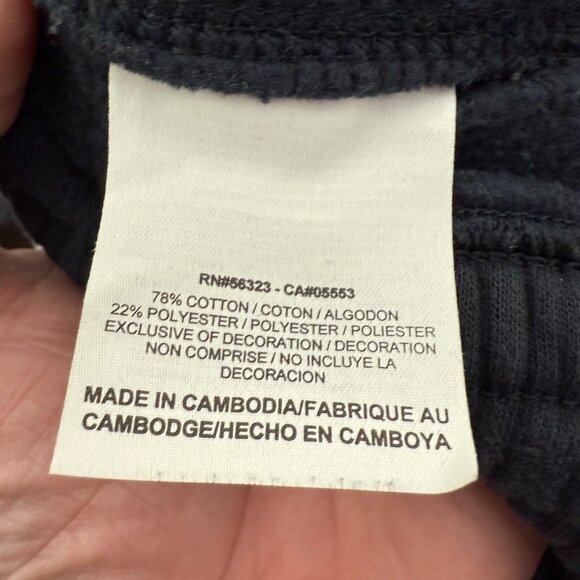 RN#56323 - CA#05553
78% COTTON / COTON / ALGODON
22% POLYESTER / POLYESTER / POLIESTER
EXCLUSIVE OF DECORATION / DECORATION
NON COMPRISE / NO INCLUYE LA
DECORACION
MADE IN CAMBODIA/FABRIQUE AU
CAMBODGE/HECHO EN CAMBOYA